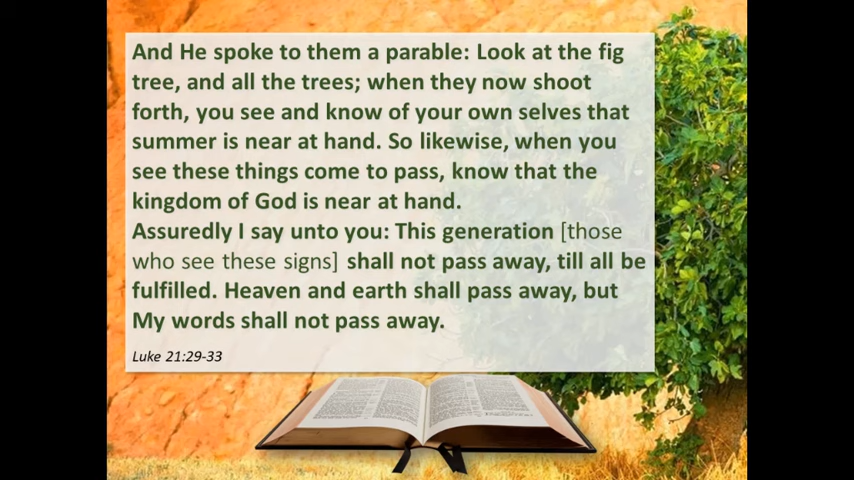 And He spoke to them a parable: Look at the fig
tree, and all the trees; when they now shoot
forth, you see and know of your own selves that
summer is near at hand. So likewise, when you
see these things come to pass, know that the
kingdom of God is near at hand.
Assuredly I say unto you: This generation [those
who see these signs] shall not pass away, till all be
fulfilled. Heaven and earth shall pass away, but
My words shall not pass away.
Luke 21:29-33